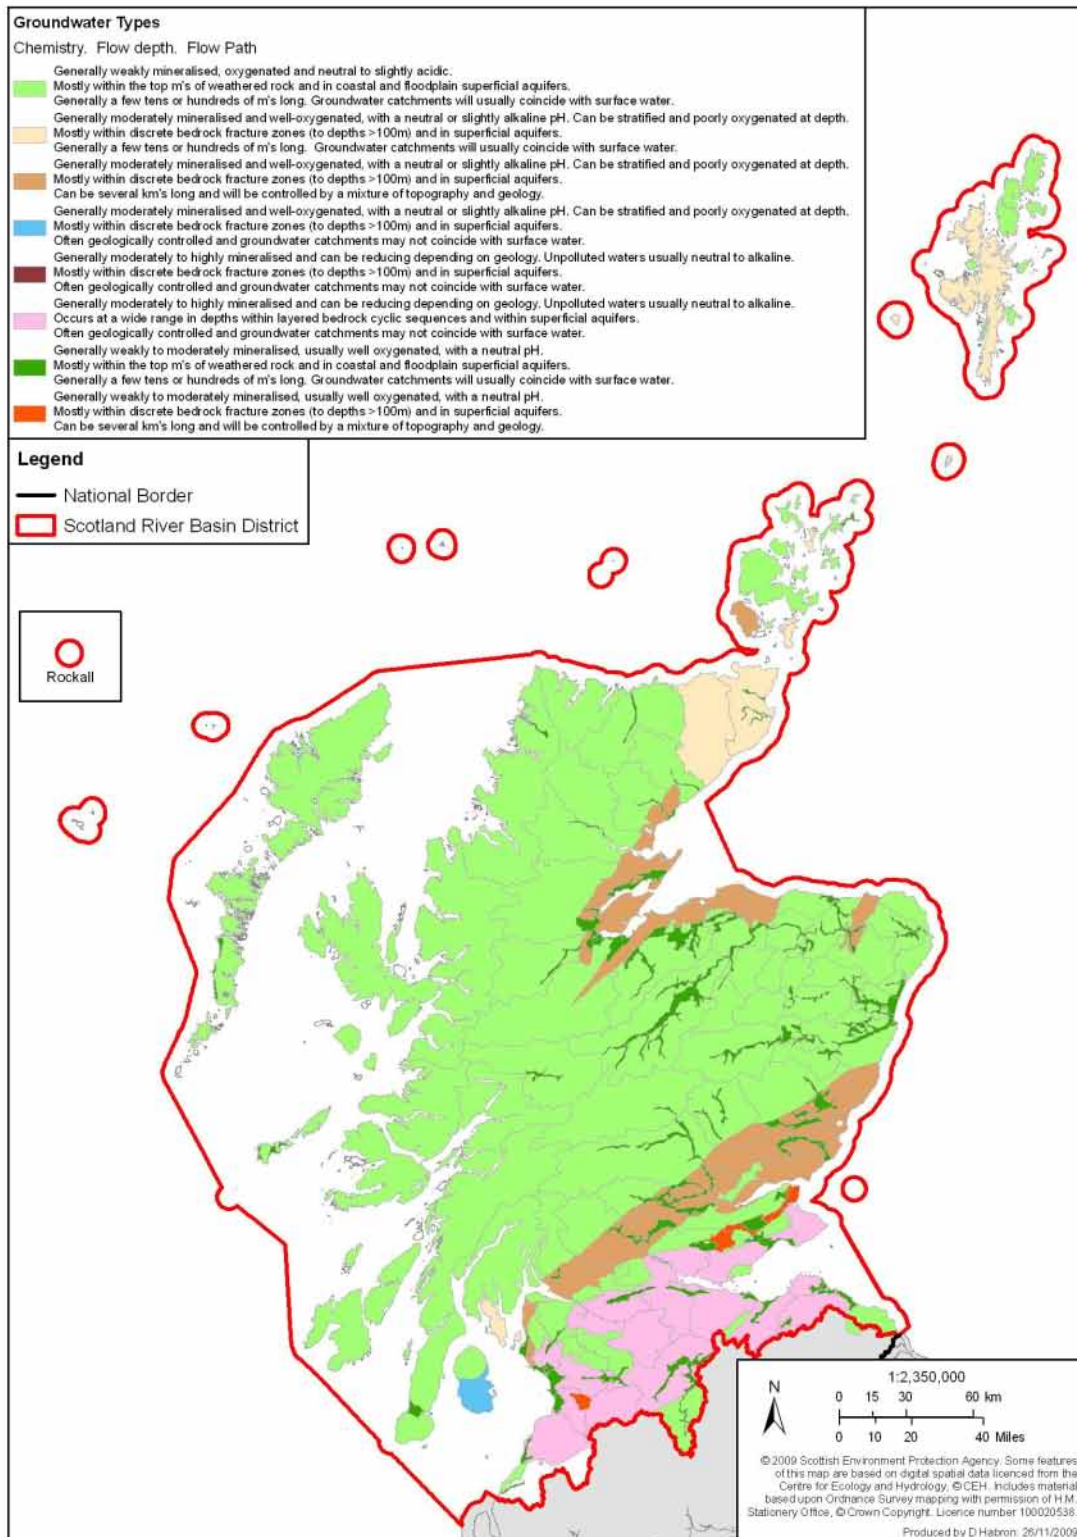 Groundwater Types
Chemistry. Flow depth. Flow Path
Generally weakly mineralised, oxygenated and neutral to slightly acidic.
Mostly within the top m's of weathered rock and in coastal and floodplain superficial aquifers.
Generally a few tens or hundreds of m's long. Groundwater catchments will usually coincide with surface water.
Generally moderately mineralised and well-oxygenated, with a neutral or slightly alkaline pH. Can be stratified and poorly oxygenated at depth.
Mostly within discrete bedrock fracture zones (to depths >100m) and in superficial aquifers.
Generally a few tens or hundreds of m's long. Groundwater catchments will usually coincide with surface water.
Generally moderately mineralised and well-oxygenated, with a neutral or slightly alkaline pH. Can be stratified and poorly oxygenated at depth.
Mostly within discrete bedrock fracture zones (to depths >100m) and in superficial aquifers.
Can be several km's long and will be controlled by a mixture of topography and geology.
Generally moderately mineralised and well-oxygenated, with a neutral or slightly alkaline pH. Can be stratified and poorly oxygenated at depth.
Mostly within discrete bedrock fracture zones (to depths >100m) and in superficial aquifers.
Often geologically controlled and groundwater catchments may not coincide with surface water.
Generally moderately to highly mineralised and can be reducing depending on geology. Unpolluted waters usually neutral to alkaline.
Mostly within discrete bedrock fracture zones (to depths >100m) and in superficial aquifers.
Often geologically controlled and groundwater catchments may not coincide with surface water.
Generally moderately to highly mineralised and can be reducing depending on geology. Unpolluted waters usually neutral to alkaline.
Occurs at a wide range in depths within layered bedrock cyclic sequences and within superficial aquifers.
Often geologically controlled and groundwater catchments may not coincide with surface water.
Generally weakly to moderately mineralised, usually well oxygenated, with a neutral pH.
Mostly within the top m's of weathered rock and in coastal and floodplain superficial aquifers.
Generally a few tens or hundreds of m's long. Groundwater catchments will usually coincide with surface water.
Generally weakly to moderately mineralised, usually well oxygenated, with a neutral pH.
Mostly within discrete bedrock fracture zones (to depths >100m) and in superficial aquifers.
Can be several km's long and will be controlled by a mixture of topography and geology.
Legend
National Border
Scotland River Basin District
Rockall
N
1:2,350,000
0 15 30 60 km
0 10 20 40 Miles
© 2009 Scottish Environment Protection Agency. Some features
of this map are based on digital spatial data licenced from the
Centre for Ecology and Hydrology, © CEH. Includes material
based upon Ordnance Survey mapping with permission of H.M.
Stationery Office, © Crown Copyright. Licence number 100020538.
Produced by D Habron: 26/11/2009